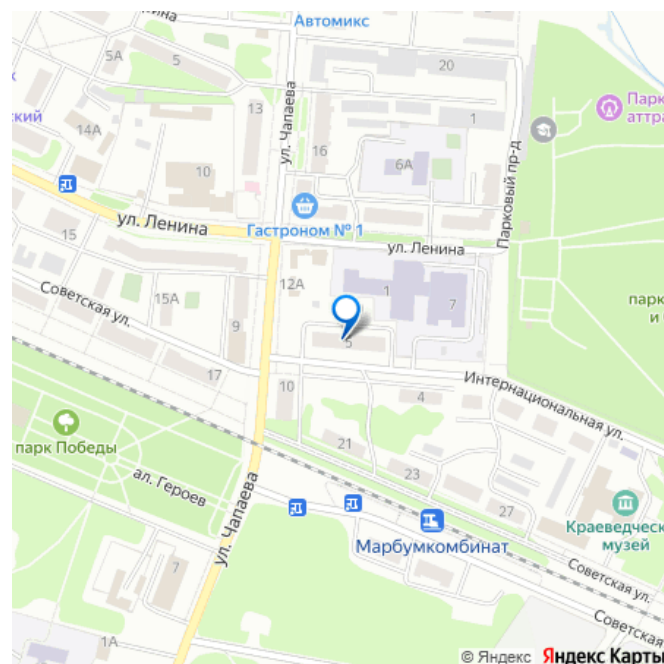 Автомикс
5А
5
20
ул. Чапаева
13
14А
ский
1
Парк
аттра
16
6А
10
Парковый пр-д
Гастроном № 1
ул. Ленина
ул. Ленина
15
12А
Советская ул.
15А
1
7
парк
и
9
5
17
10
4
Интернациональная ул.
парк Победы
21
ал. Героев
23
27
ул. Чапаева
Краеведчес
музей
Марбумкомбинат
7
Советская ул.
1А
Советская
© Яндекс Яндекс Карты